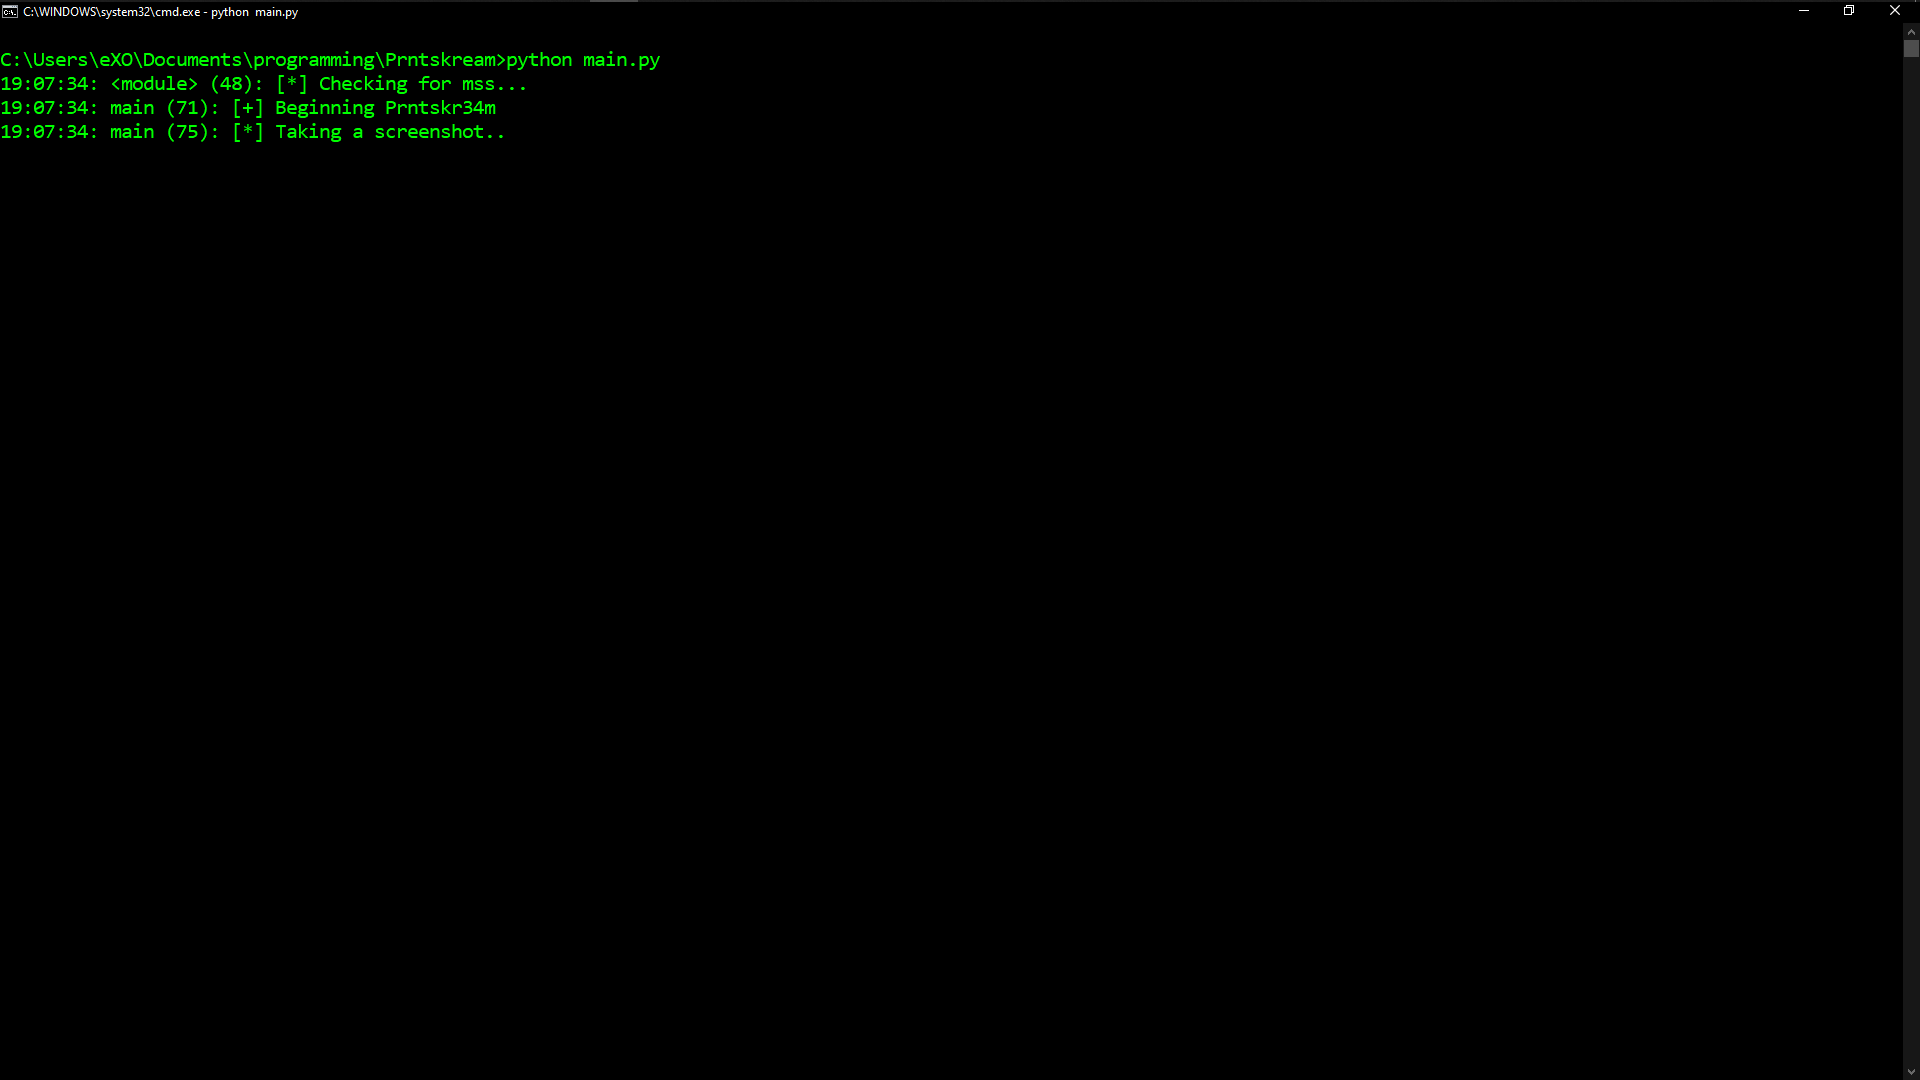 C:\WINDOWS\system32\cmd.exe - python  main.py
C:\Users\eXO\Documents\programming\Prntskream>python main.py
19:07:34: <module> (48): [*] Checking for mss...
19:07:34: main (71): [+] Beginning Prntskr34m
19:07:34: main (75): [*] Taking a screenshot..